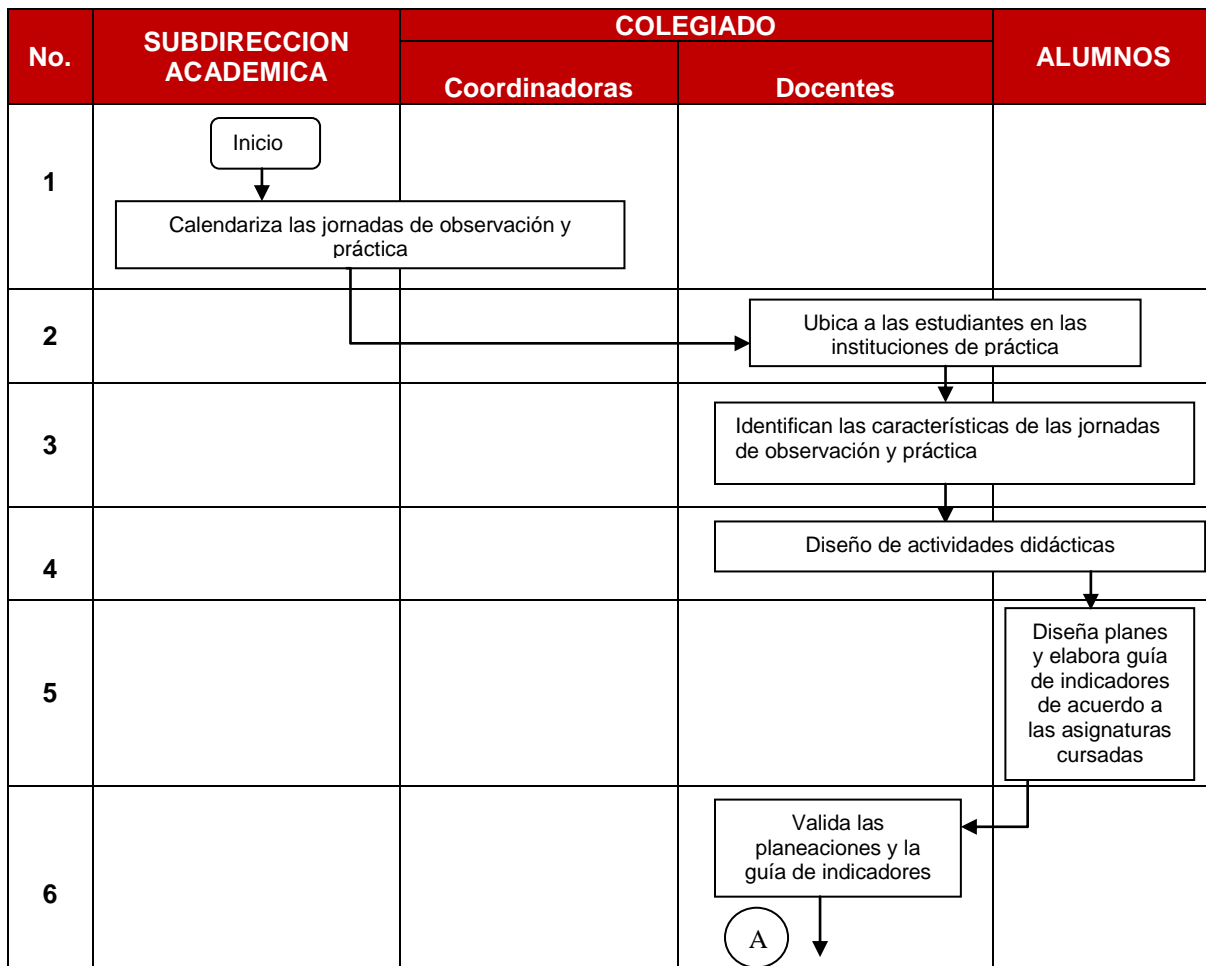 No.
SUBDIRECCION
ACADEMICA
COLEGIADO
Coordinadoras
Docentes
ALUMNOS
1
Inicio
Calendariza las jornadas de observación y
práctica
2
Ubica a las estudiantes en las
instituciones de práctica
3
Identifican las características de las jornadas
de observación y práctica
4
Diseño de actividades didácticas
5
Diseña planes
y elabora guía
de indicadores
de acuerdo a
las asignaturas
cursadas
6
Valida las
planeaciones y la
guía de indicadores
A